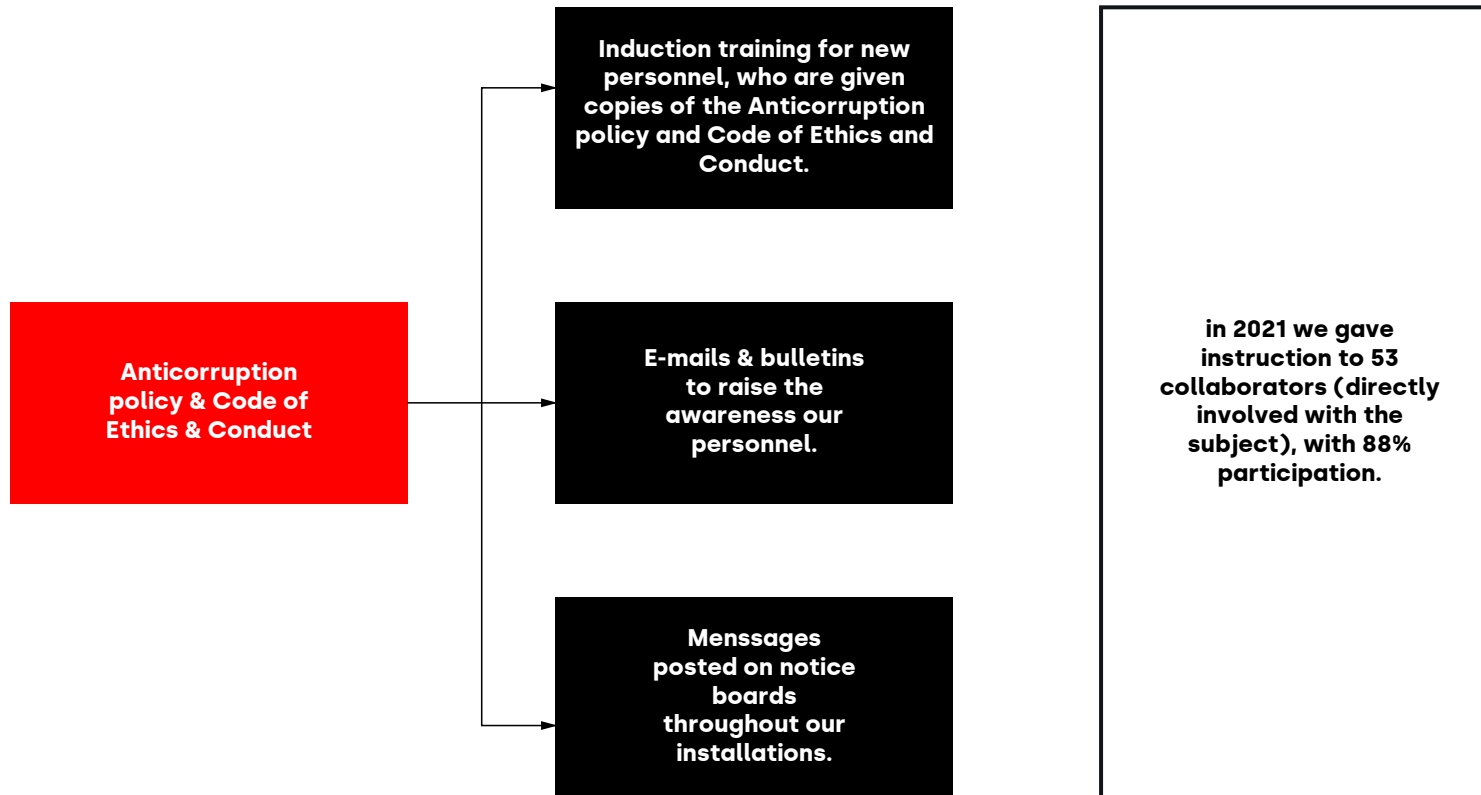 Induction training for new
personnel, who are given
copies of the Anticorruption
policy and Code of Ethics and
Conduct.
Anticorruption
policy & Code of
Ethics & Conduct
E-mails & bulletins
to raise the
awareness our
personnel.
Menssages
posted on notice
boards
throughout our
installations.
in 2021 we gave
instruction to 53
collaborators (directly
involved with the
subject), with 88%
participation.